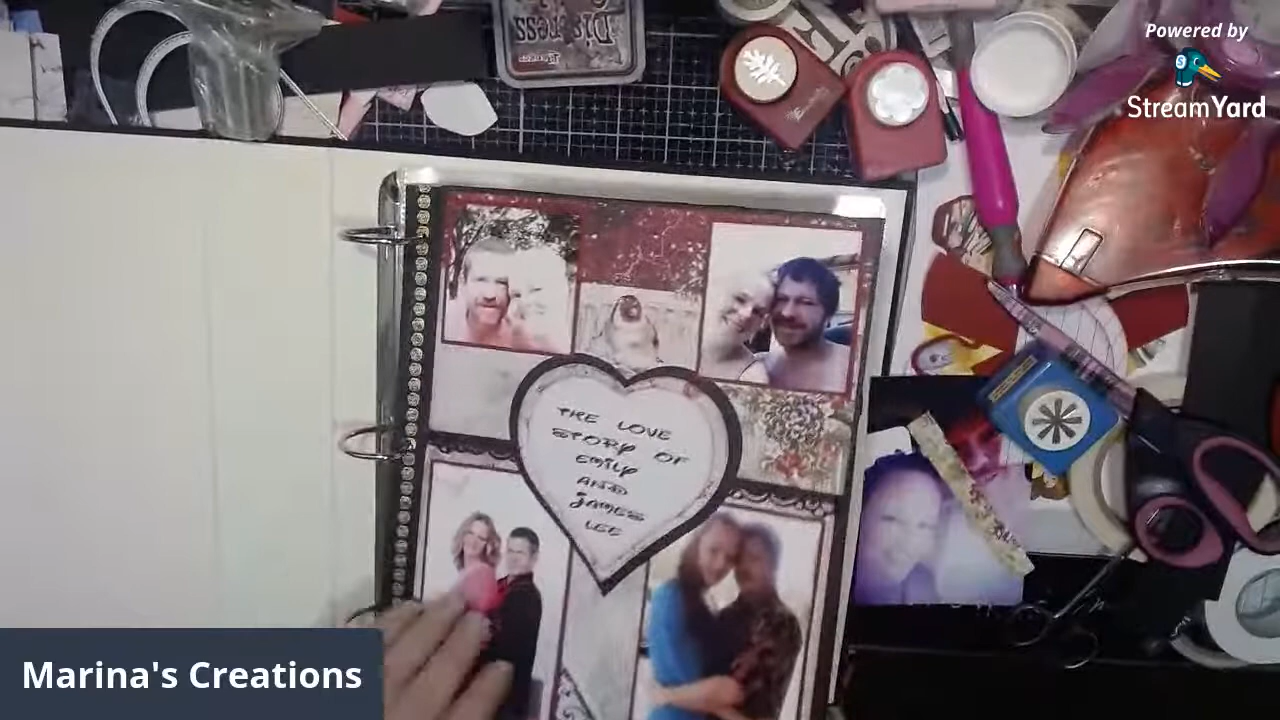 Powered by
StreamYard
Distress
THE LOVE
STORY OF
EMILY
AND
JAMES
LEE
Marina's Creations